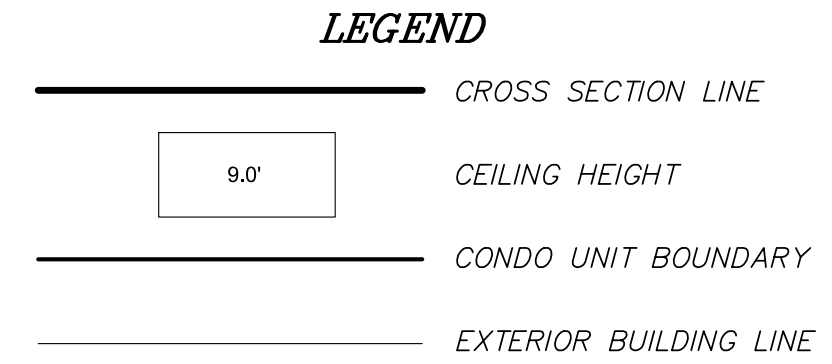 LEGEND
CROSS SECTION LINE
9.0' CEILING HEIGHT
CONDO UNIT BOUNDARY
EXTERIOR BUILDING LINE